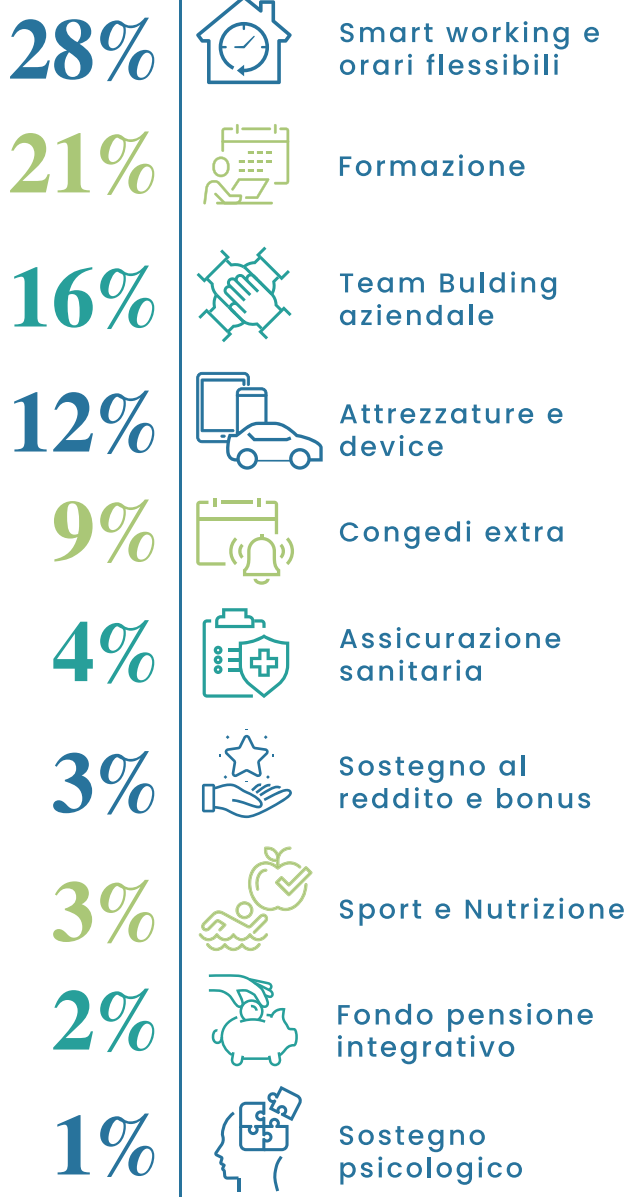 28%
Smart working e
orari flessibili
21%
Formazione
16%
Team Bulding
aziendale
12%
Attrezzature e
device
9%
Congedi extra
4%
Assicurazione
sanitaria
3%
Sostegno al
reddito e bonus
3%
Sport e Nutrizione
2%
Fondo pensione
integrativo
1%
Sostegno
psicologico